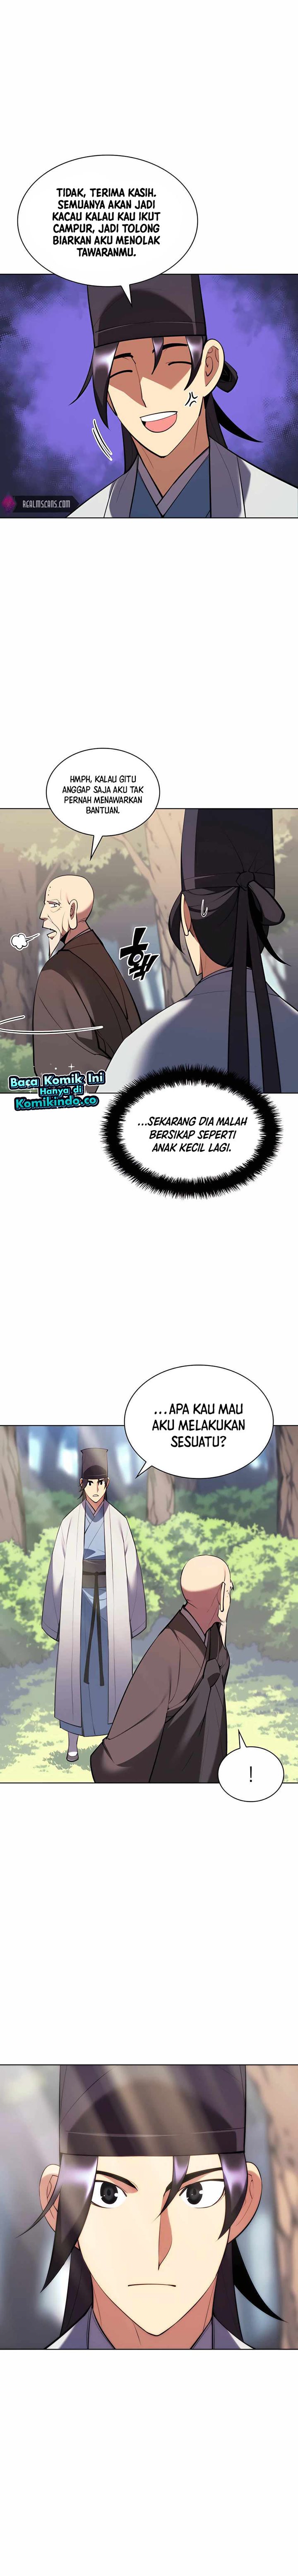 TIDAK, TERIMA KASIH.
SEMUANYA AKAN JADI
KACAU KALAU KAU IKUT
CAMPUR, JADI TOLONG
BIARKAN AKU MENOLAK
TAWARANMU.
REALMSCANS.COM
HMPH, KALAU GITU
ANGGAP SAJA AKU TAK
PERNAH MENAWARKAN
BANTUAN.
Baca Komik Ini
Hanya di
Komikindo.co
...SEKARANG DIA MALAH
BERSIKAP SEPERTI
ANAK KECIL LAGI.
...APA KAU MAU
AKU MELAKUKAN
SESUATU?
!